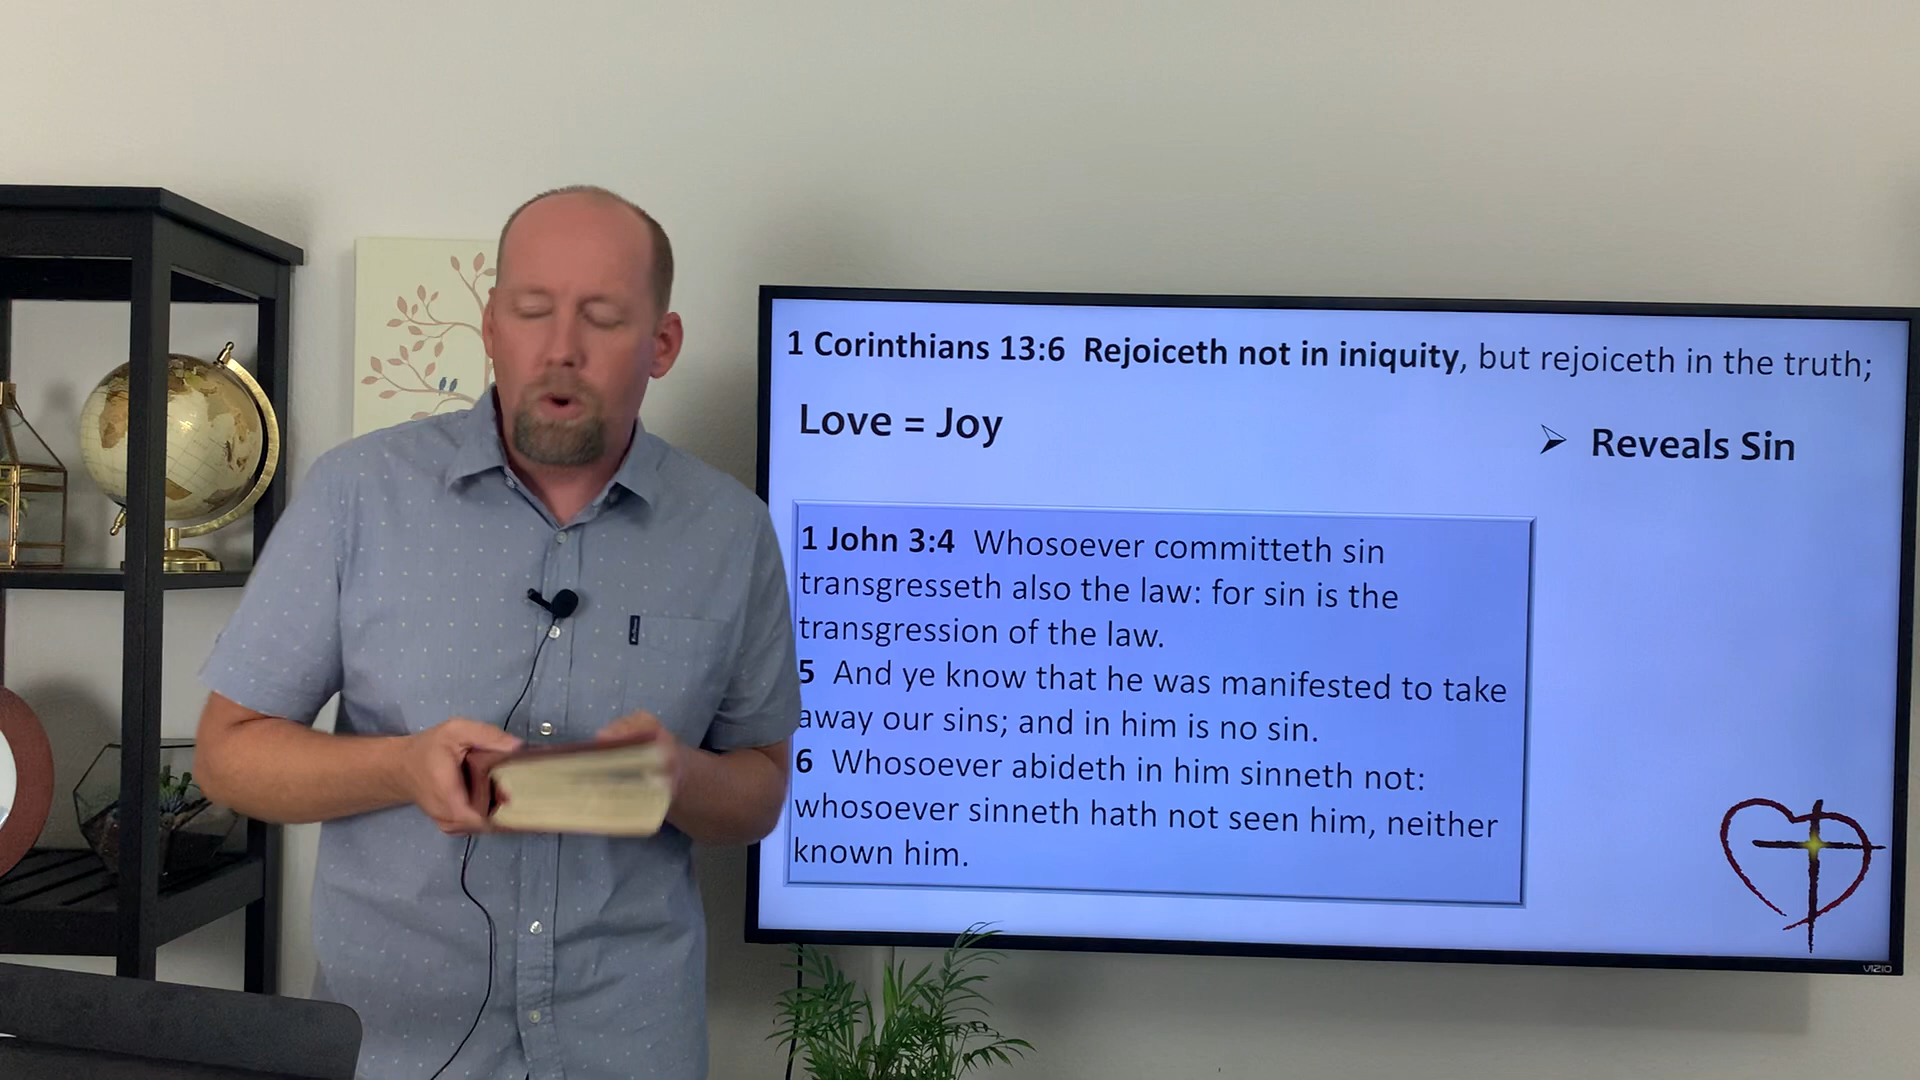 1 Corinthians 13:6 Rejoiceth not in iniquity, but rejoiceth in the truth;
Love = Joy
➢ Reveals Sin
1 John 3:4 Whosoever committeth sin
transgresseth also the law: for sin is the
transgression of the law.
5 And ye know that he was manifested to take
away our sins; and in him is no sin.
6 Whosoever abideth in him sinneth not:
whosoever sinneth hath not seen him, neither
known him.
VIZIO